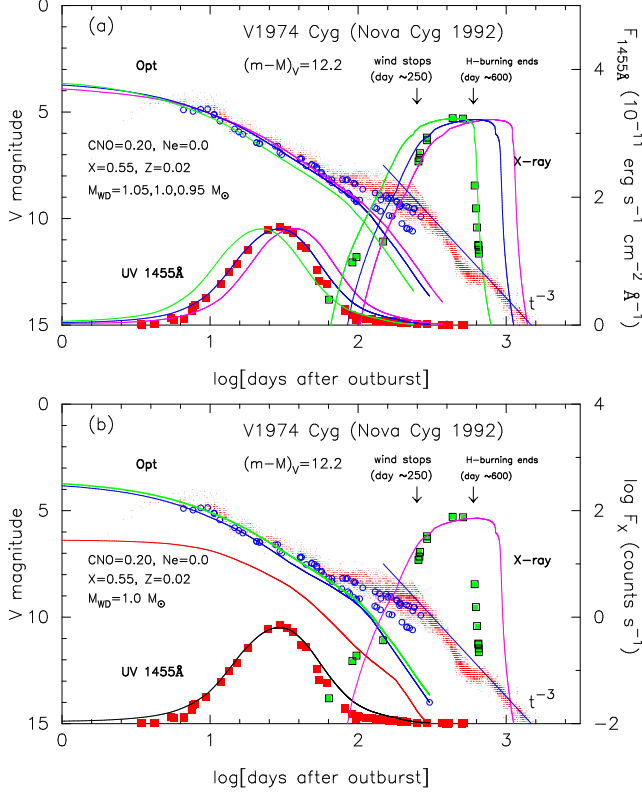 (a)
V1974 Cyg (Nova Cyg 1992)
Opt
(m-M)V=12.2
wind stops
(day ~250)
H-burning ends
(day ~600)
CNO=0.20, Ne=0.0
X=0.55, Z=0.02
MWD=1.05,1.0,0.95 M⊙
X-ray
UV 1455Å
t-3
0
5
10
15
V magnitude
0
2
4
F1455Å (10-11 erg s-1 cm-2 Å-1)
0
1
2
3
log[days after outburst]
(b)
V1974 Cyg (Nova Cyg 1992)
Opt
(m-M)V=12.2
wind stops
(day ~250)
H-burning ends
(day ~600)
CNO=0.20, Ne=0.0
X=0.55, Z=0.02
MWD=1.0 M⊙
X-ray
UV 1455Å
t-3
0
5
10
15
V magnitude
4
2
0
-2
log FX (counts s-1)
0
1
2
3
log[days after outburst]